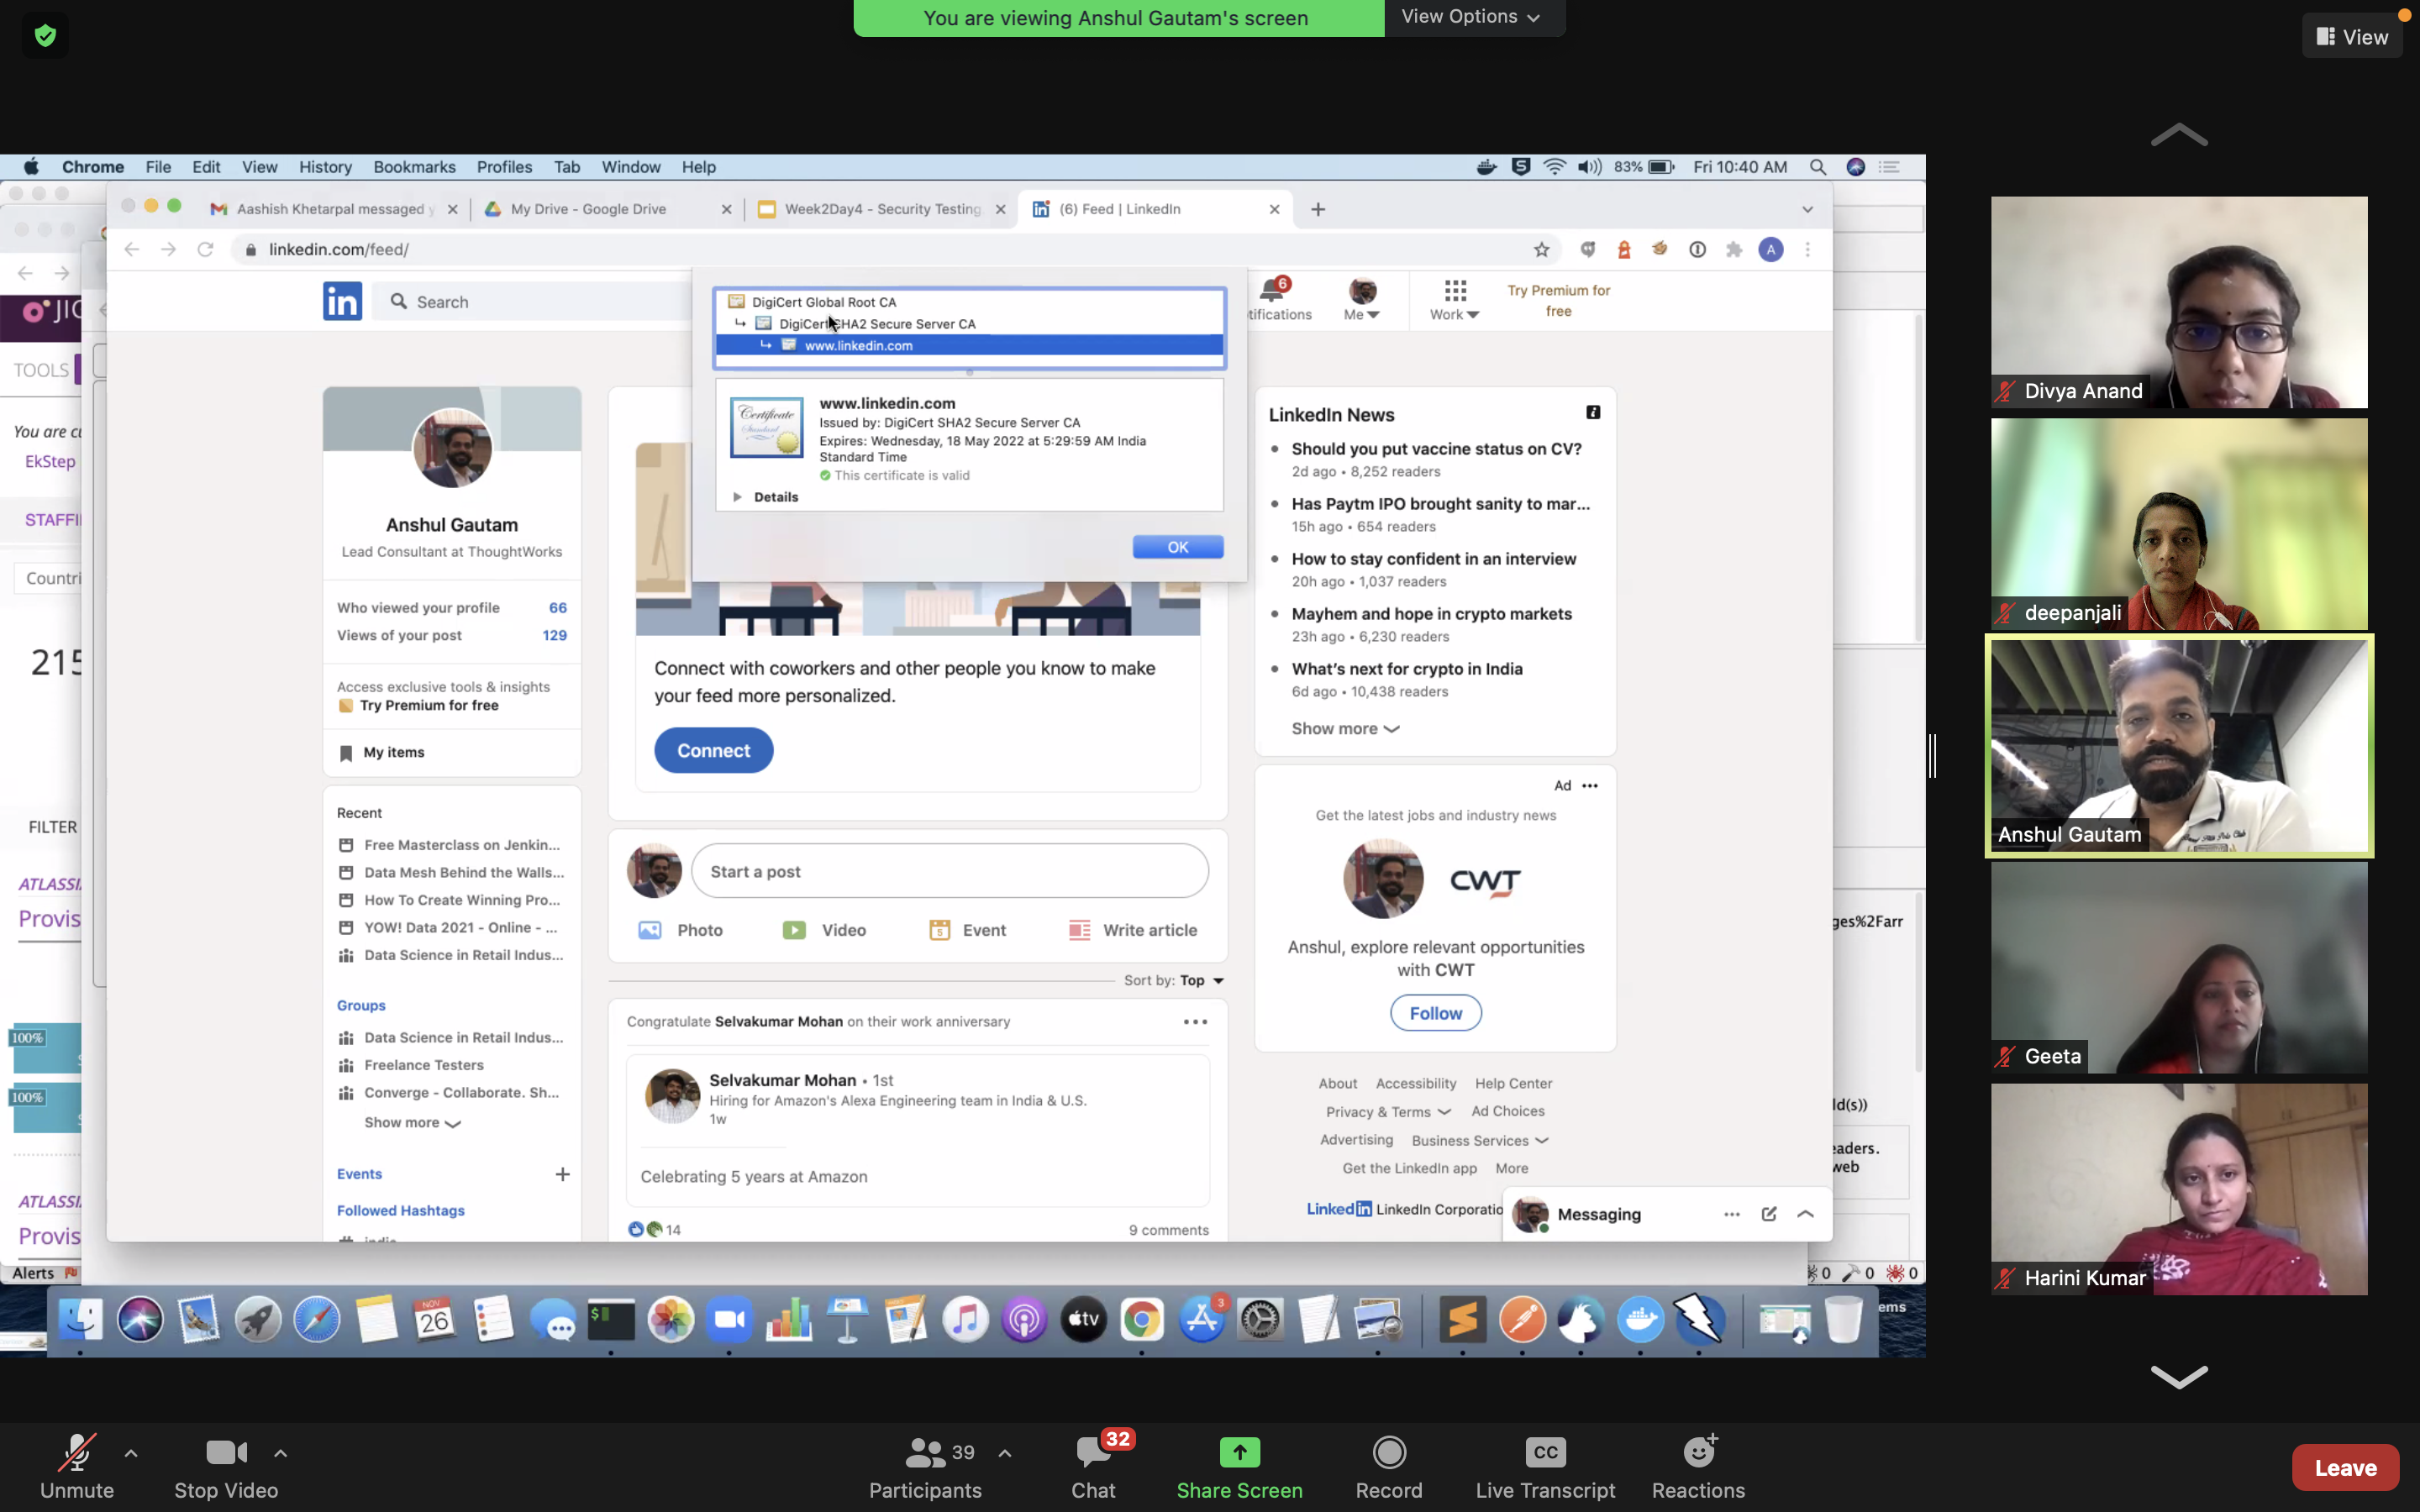 You are viewing Anshul Gautam's screen
View Options
View
Chrome File Edit View History Bookmarks Profiles Tab Window Help
83% Fri 10:40 AM
Aashish Khetarpal messaged
My Drive - Google Drive
Week2Day4 - Security Testing
(6) Feed | LinkedIn
linkedin.com/feed/
A
in
Search
6
Me
Work
Try Premium for
free
DigiCert Global Root CA
DigiCert SHA2 Secure Server CA
www.linkedin.com
Certificate
Standard
www.linkedin.com
Issued by: DigiCert SHA2 Secure Server CA
Expires: Wednesday, 18 May 2022 at 5:29:59 AM India
Standard Time
This certificate is valid
Details
OK
TOOLS
You are cu
EkStep
STAFFI
Countri
215
FILTER
ATLASSI
Provis
100%
100%
ATLASSI
Provis
Alerts
Anshul Gautam
Lead Consultant at ThoughtWorks
Who viewed your profile 66
Views of your post 129
Access exclusive tools & insights
Try Premium for free
My items
Recent
Free Masterclass on Jenkin...
Data Mesh Behind the Walls...
How To Create Winning Pro...
YOW! Data 2021 - Online - ...
Data Science in Retail Indus...
Groups
Data Science in Retail Indus...
Freelance Testers
Converge - Collaborate. Sh...
Show more
Events +
Followed Hashtags
Connect with coworkers and other people you know to make
your feed more personalized.
Connect
Start a post
Photo Video Event Write article
Sort by: Top
Congratulate Selvakumar Mohan on their work anniversary
Selvakumar Mohan • 1st
Hiring for Amazon's Alexa Engineering team in India & U.S.
1w
Celebrating 5 years at Amazon
14 9 comments
LinkedIn News
Should you put vaccine status on CV?
2d ago • 8,252 readers
Has Paytm IPO brought sanity to mar...
15h ago • 654 readers
How to stay confident in an interview
20h ago • 1,037 readers
Mayhem and hope in crypto markets
23h ago • 6,230 readers
What's next for crypto in India
6d ago • 10,438 readers
Show more
Ad
Get the latest jobs and industry news
CWT
Anshul, explore relevant opportunities
with CWT
Follow
About Accessibility Help Center
Privacy & Terms Ad Choices
Advertising Business Services
Get the LinkedIn app More
LinkedIn LinkedIn Corporatio
Messaging
ges%2Farr
ld(s))
eaders.
web
0 0 0
NOV
26
tv
3
Divya Anand
deepanjali
Anshul Gautam
Geeta
Harini Kumar
Unmute
Stop Video
39
Participants
32
Chat
Share Screen
Record
CC
Live Transcript
Reactions
Leave